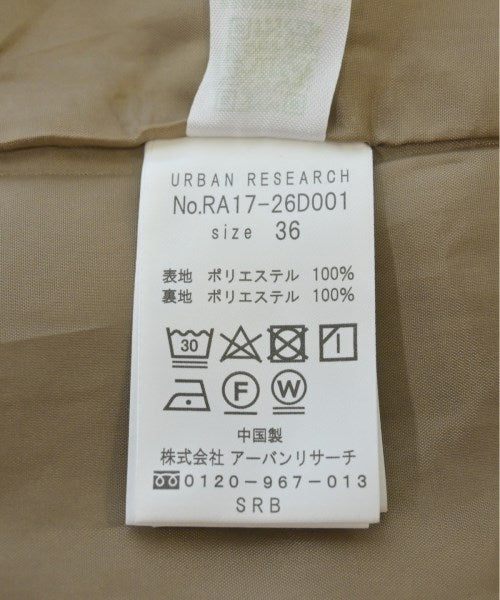 URBAN RESEARCH
No.RA17-26D001
size 36
表地 ポリエステル 100%
裏地 ポリエステル 100%
30
F W
中国製
株式会社 アーバンリサーチ
0120-967-013
SRB